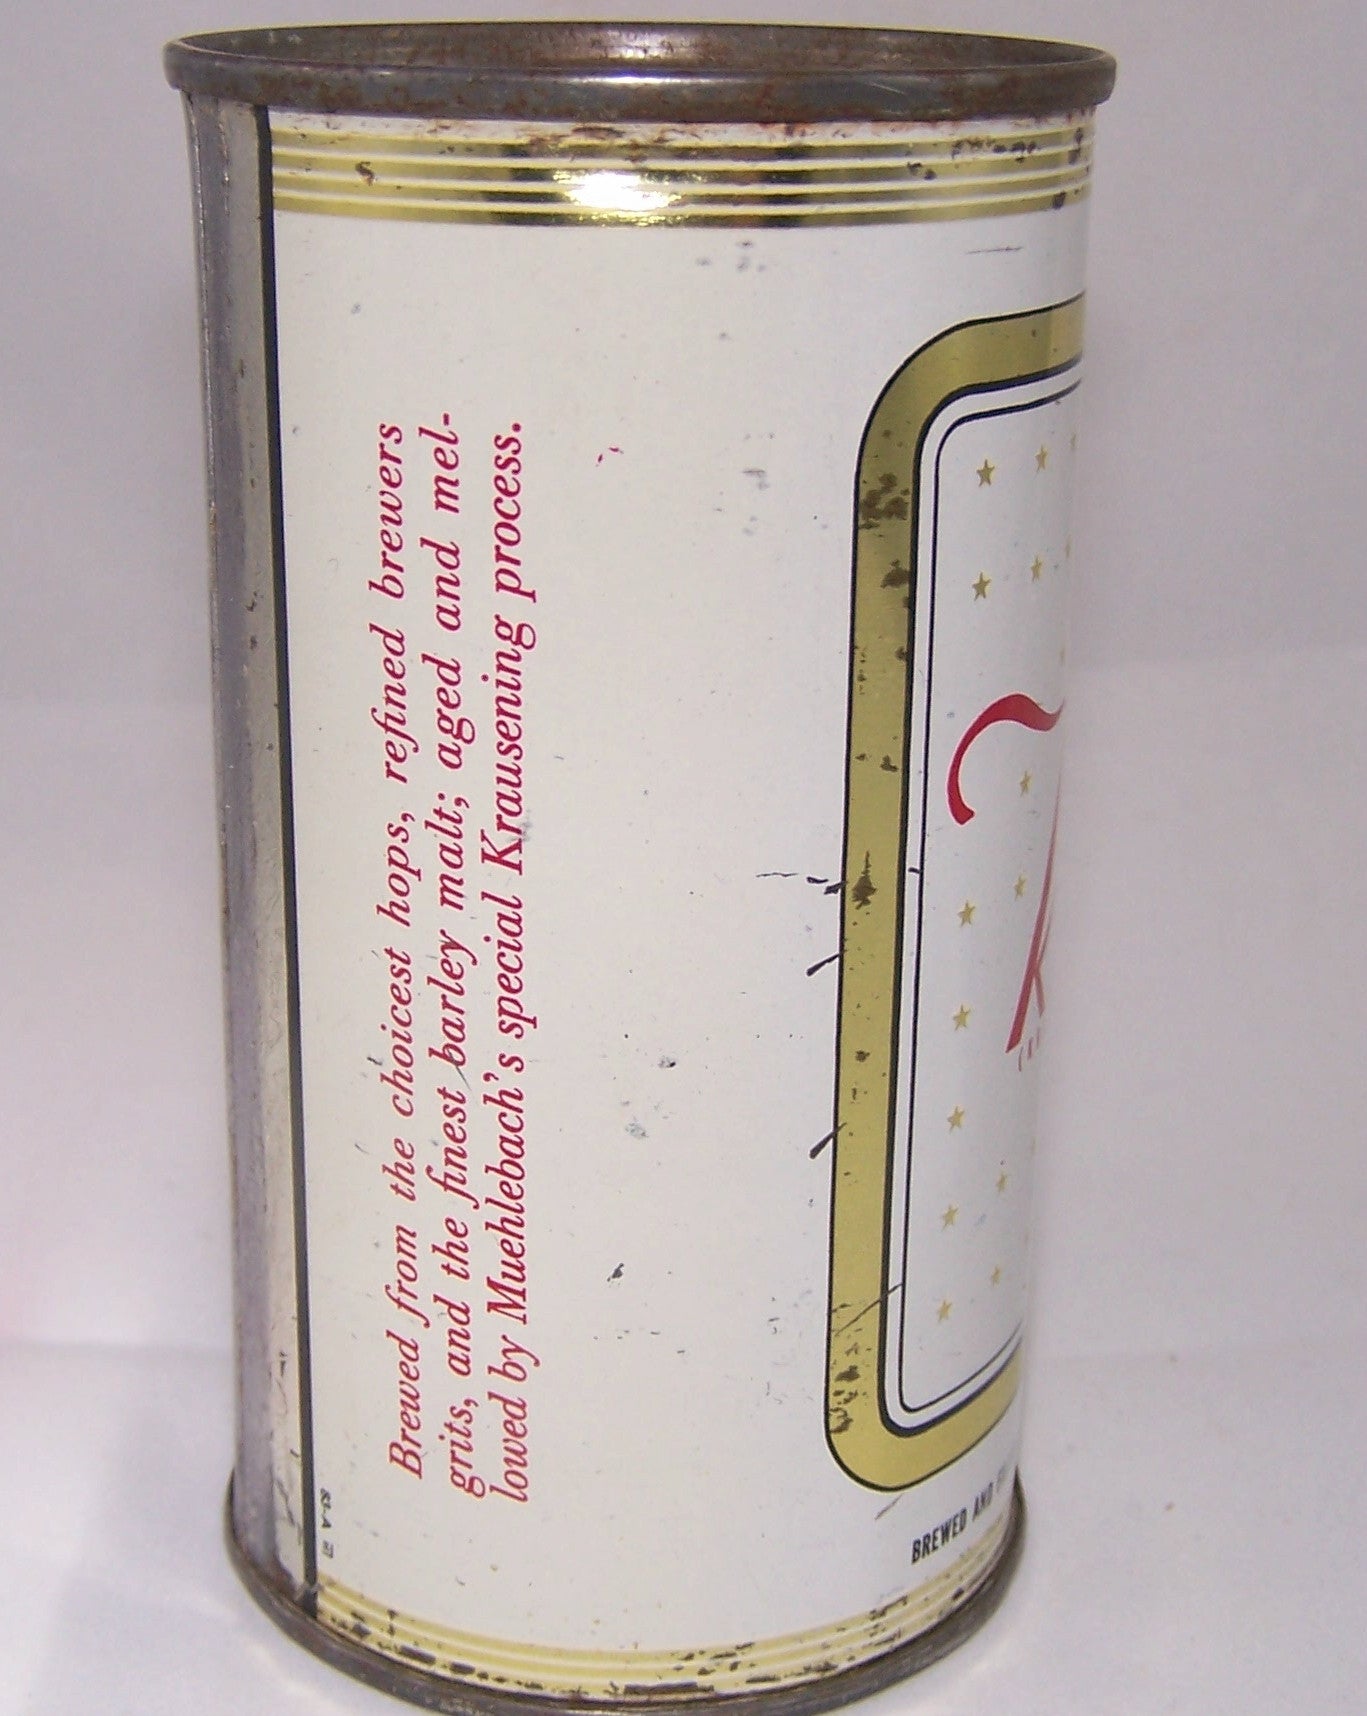 Brewed from the choicest hops, refined brewers
grits, and the finest barley malt; aged and mel-
lowed by Muehlebach's special Krausening process.
BREWED AND